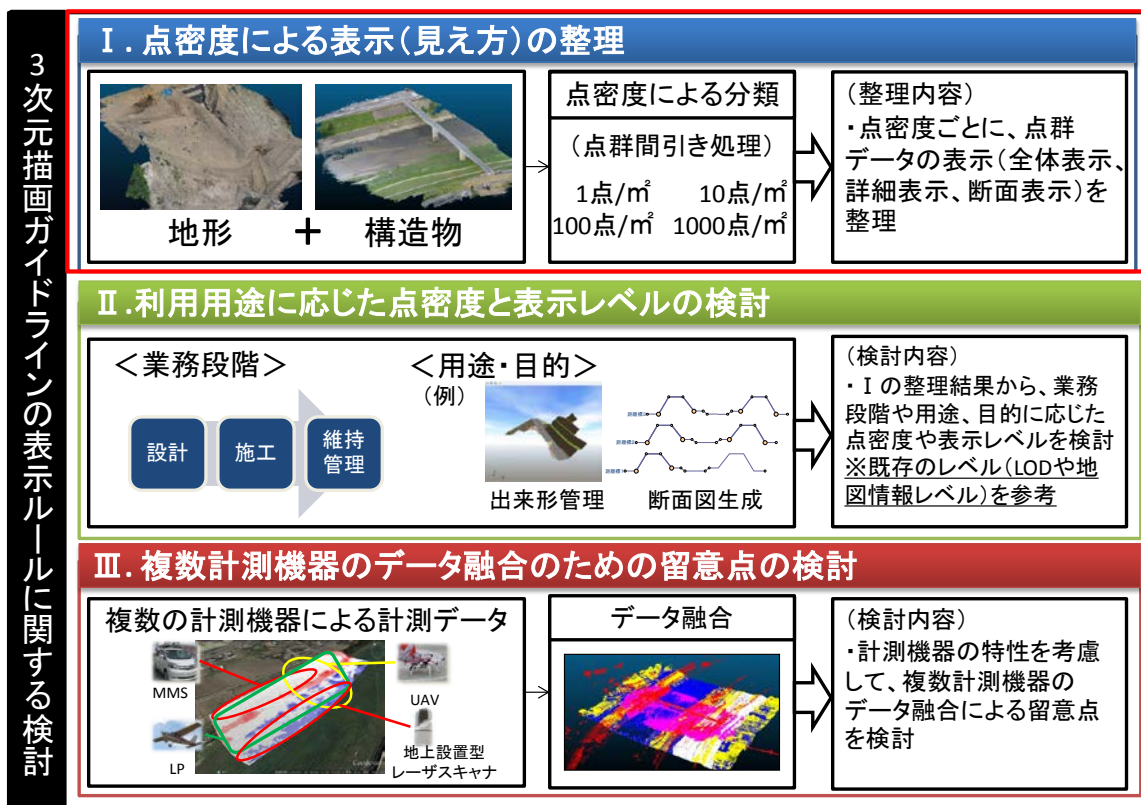 3次元描画ガイドラインの表示ルールに関する検討
Ⅰ．点密度による表示（見え方）の整理
地形 ＋ 構造物
点密度による分類
（点群間引き処理）
1点/㎡ 10点/㎡
100点/㎡ 1000点/㎡
（整理内容）
・点密度ごとに、点群
データの表示（全体表示、
詳細表示、断面表示）を
整理
Ⅱ．利用用途に応じた点密度と表示レベルの検討
＜業務段階＞
設計
施工
維持
管理
＜用途・目的＞
（例）
出来形管理
断面図生成
（検討内容）
・Ⅰの整理結果から、業務
段階や用途、目的に応じた
点密度や表示レベルを検討
※既存のレベル（LODや地
図情報レベル）を参考
Ⅲ．複数計測機器のデータ融合のための留意点の検討
複数の計測機器による計測データ
MMS
UAV
LP
地上設置型
レーザスキャナ
データ融合
（検討内容）
・計測機器の特性を考慮
して、複数計測機器の
データ融合による留意点
を検討